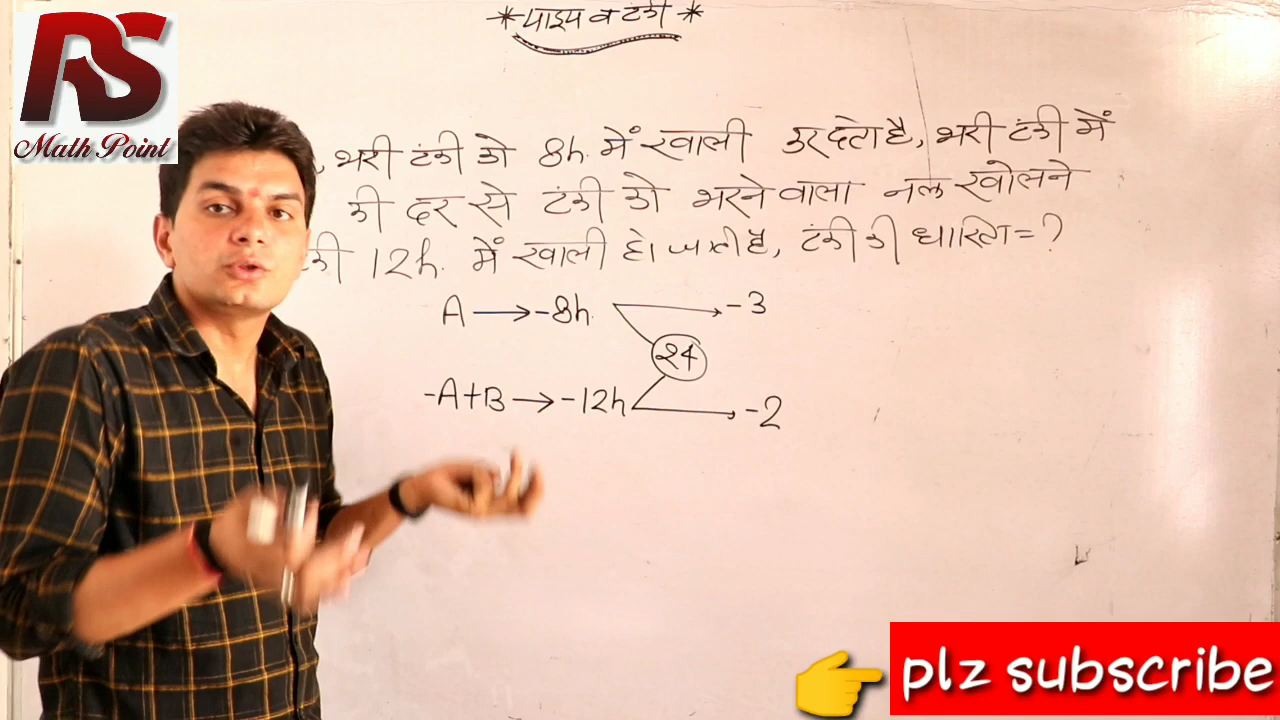 * पाइप व टंकी *
RS
Math Point
भरी टंकी को 8h. में खाली कर देता है, भरी टंकी में
की दर से टंकी को भरने वाला नल खोलने
12h. में खाली हो जाती है, टंकी की धारिता = ?
A → -8h. -3
24
-A+B → -12h -2
plz subscribe